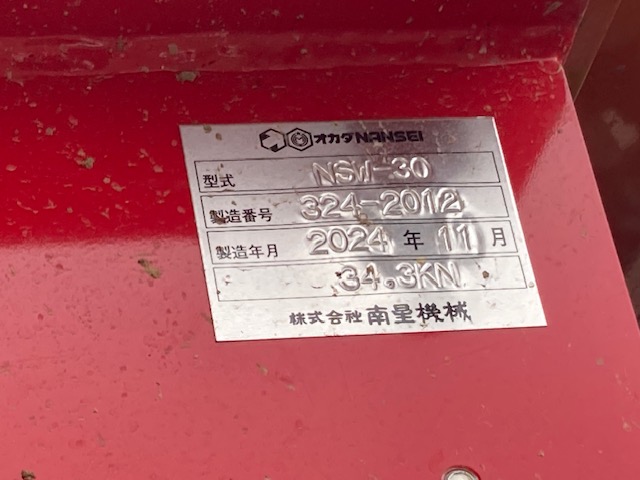 オカダNANSEI
型式 NSW-30
製造番号 324-2012
製造年月 2024 年 11 月
34.3KN
株式会社 南星機械